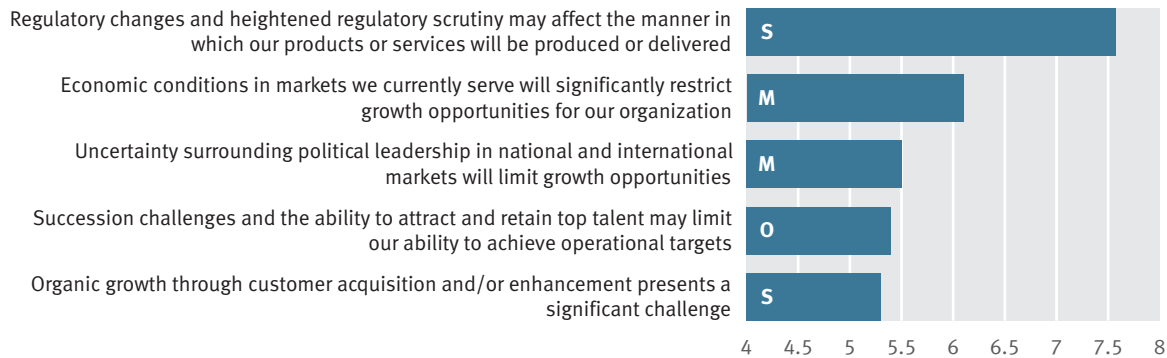 Regulatory changes and heightened regulatory scrutiny may affect the manner in
which our products or services will be produced or delivered
S
Economic conditions in markets we currently serve will significantly restrict
growth opportunities for our organization
M
Uncertainty surrounding political leadership in national and international
markets will limit growth opportunities
M
Succession challenges and the ability to attract and retain top talent may limit
our ability to achieve operational targets
O
Organic growth through customer acquisition and/or enhancement presents a
significant challenge
S
4 4.5 5 5.5 6 6.5 7 7.5 8